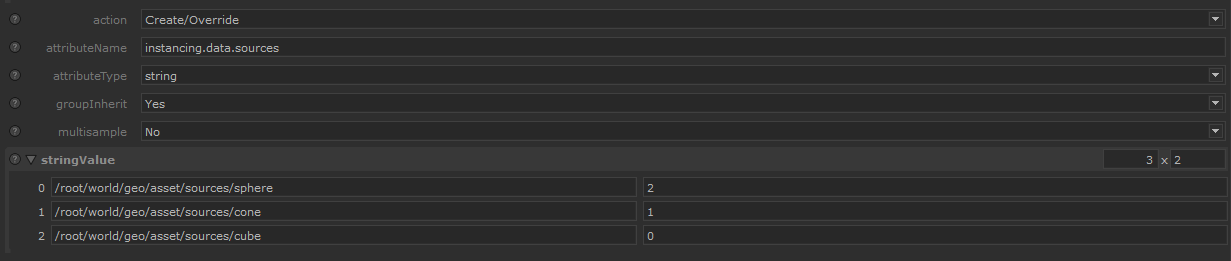 ? action Create/Override
? attributeName instancing.data.sources
? attributeType string
? groupInherit Yes
? multisample No
? stringValue 3 x 2
0 /root/world/geo/asset/sources/sphere 2
1 /root/world/geo/asset/sources/cone 1
2 /root/world/geo/asset/sources/cube 0